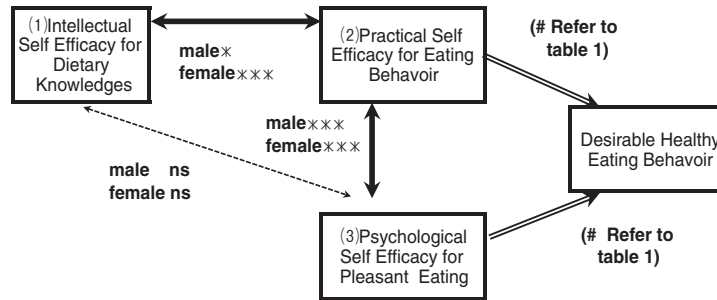 (1)Intellectual
Self Efficacy for
Dietary
Knowledges
male＊
female＊＊＊
(2)Practical Self
Efficacy for Eating
Behavoir
(# Refer to
table 1)
male＊＊＊
female＊＊＊
Desirable Healthy
Eating Behavoir
male ns
female ns
(3)Psychological
Self Efficacy for
Pleasant Eating
(# Refer to
table 1)